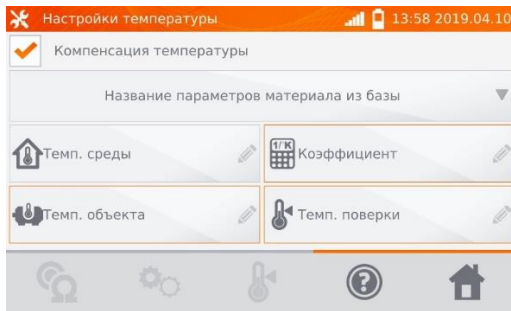 Настройки температуры 13:58 2019.04.10
Компенсация температуры
Название параметров материала из базы
Темп. среды
1/K
Коэффициент
Темп. объекта
Темп. поверки
Ω
?